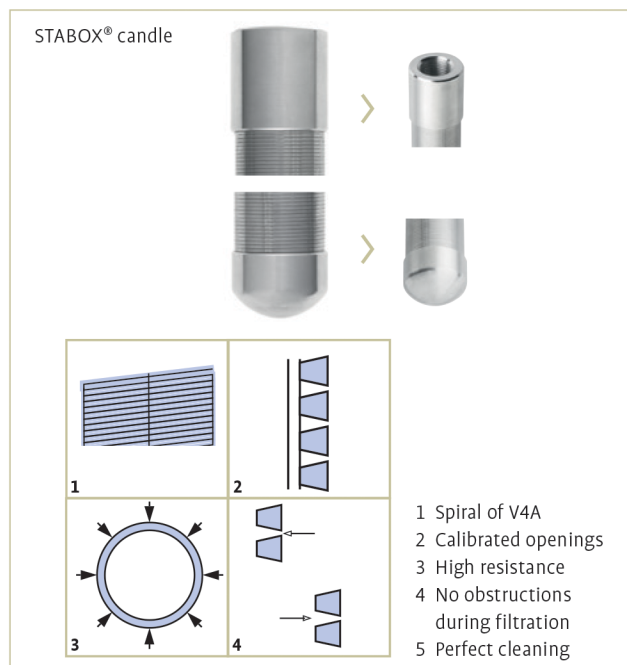 STABOX® candle
1
2
3
4
1 Spiral of V4A
2 Calibrated openings
3 High resistance
4 No obstructions
during filtration
5 Perfect cleaning